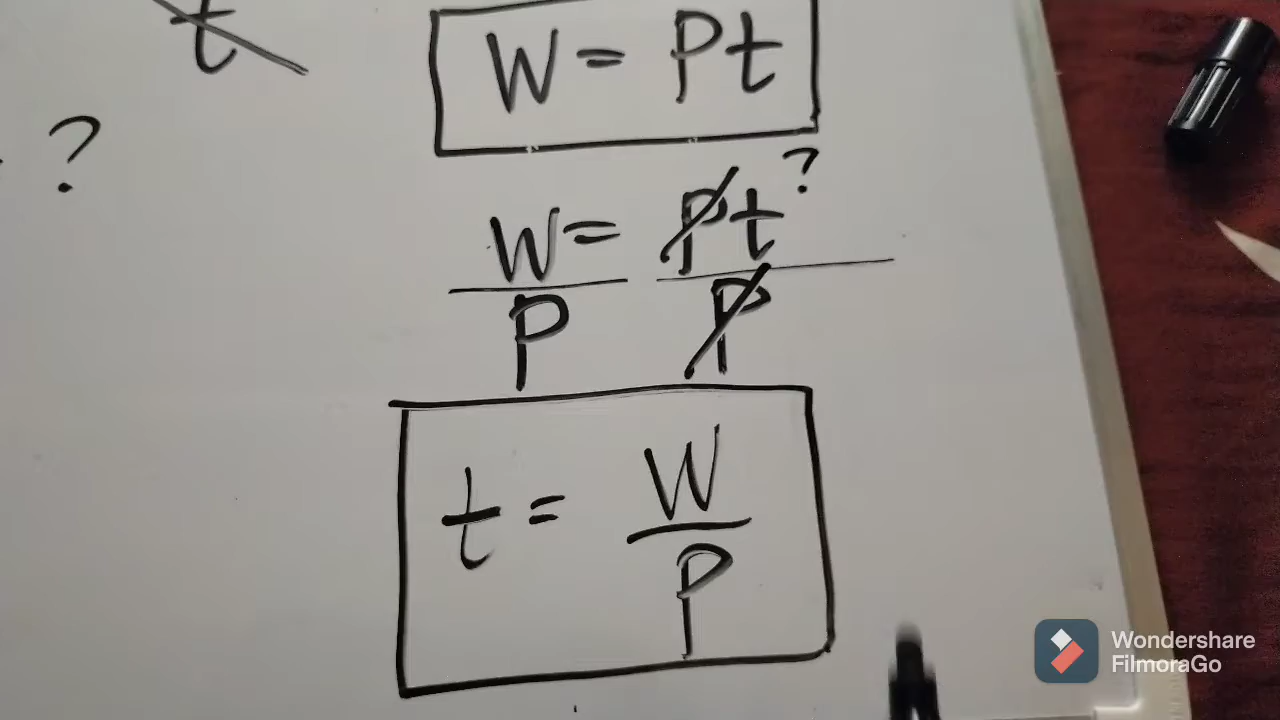 t
W = Pt
?
W = Pt ?
P P
t = W
P
Wondershare
FilmoraGo